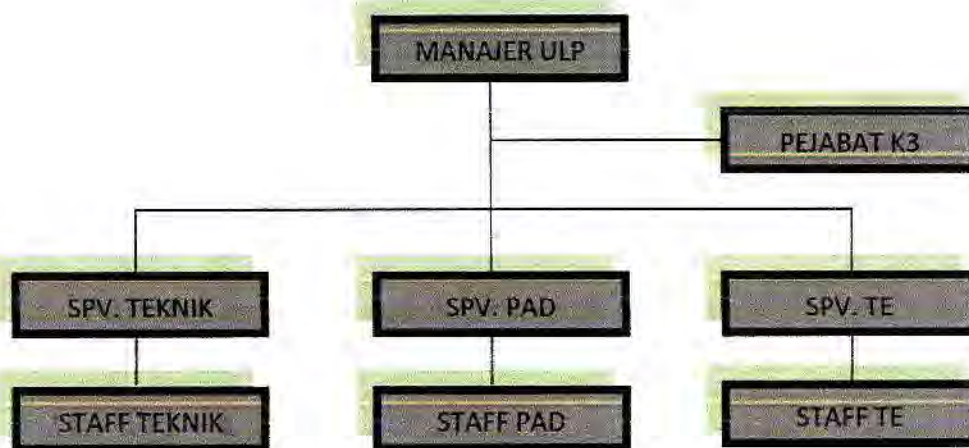 MANAJER ULP
PEJABAT K3
SPV. TEKNIK
SPV. PAD
SPV. TE
STAFF TEKNIK
STAFF PAD
STAFF TE